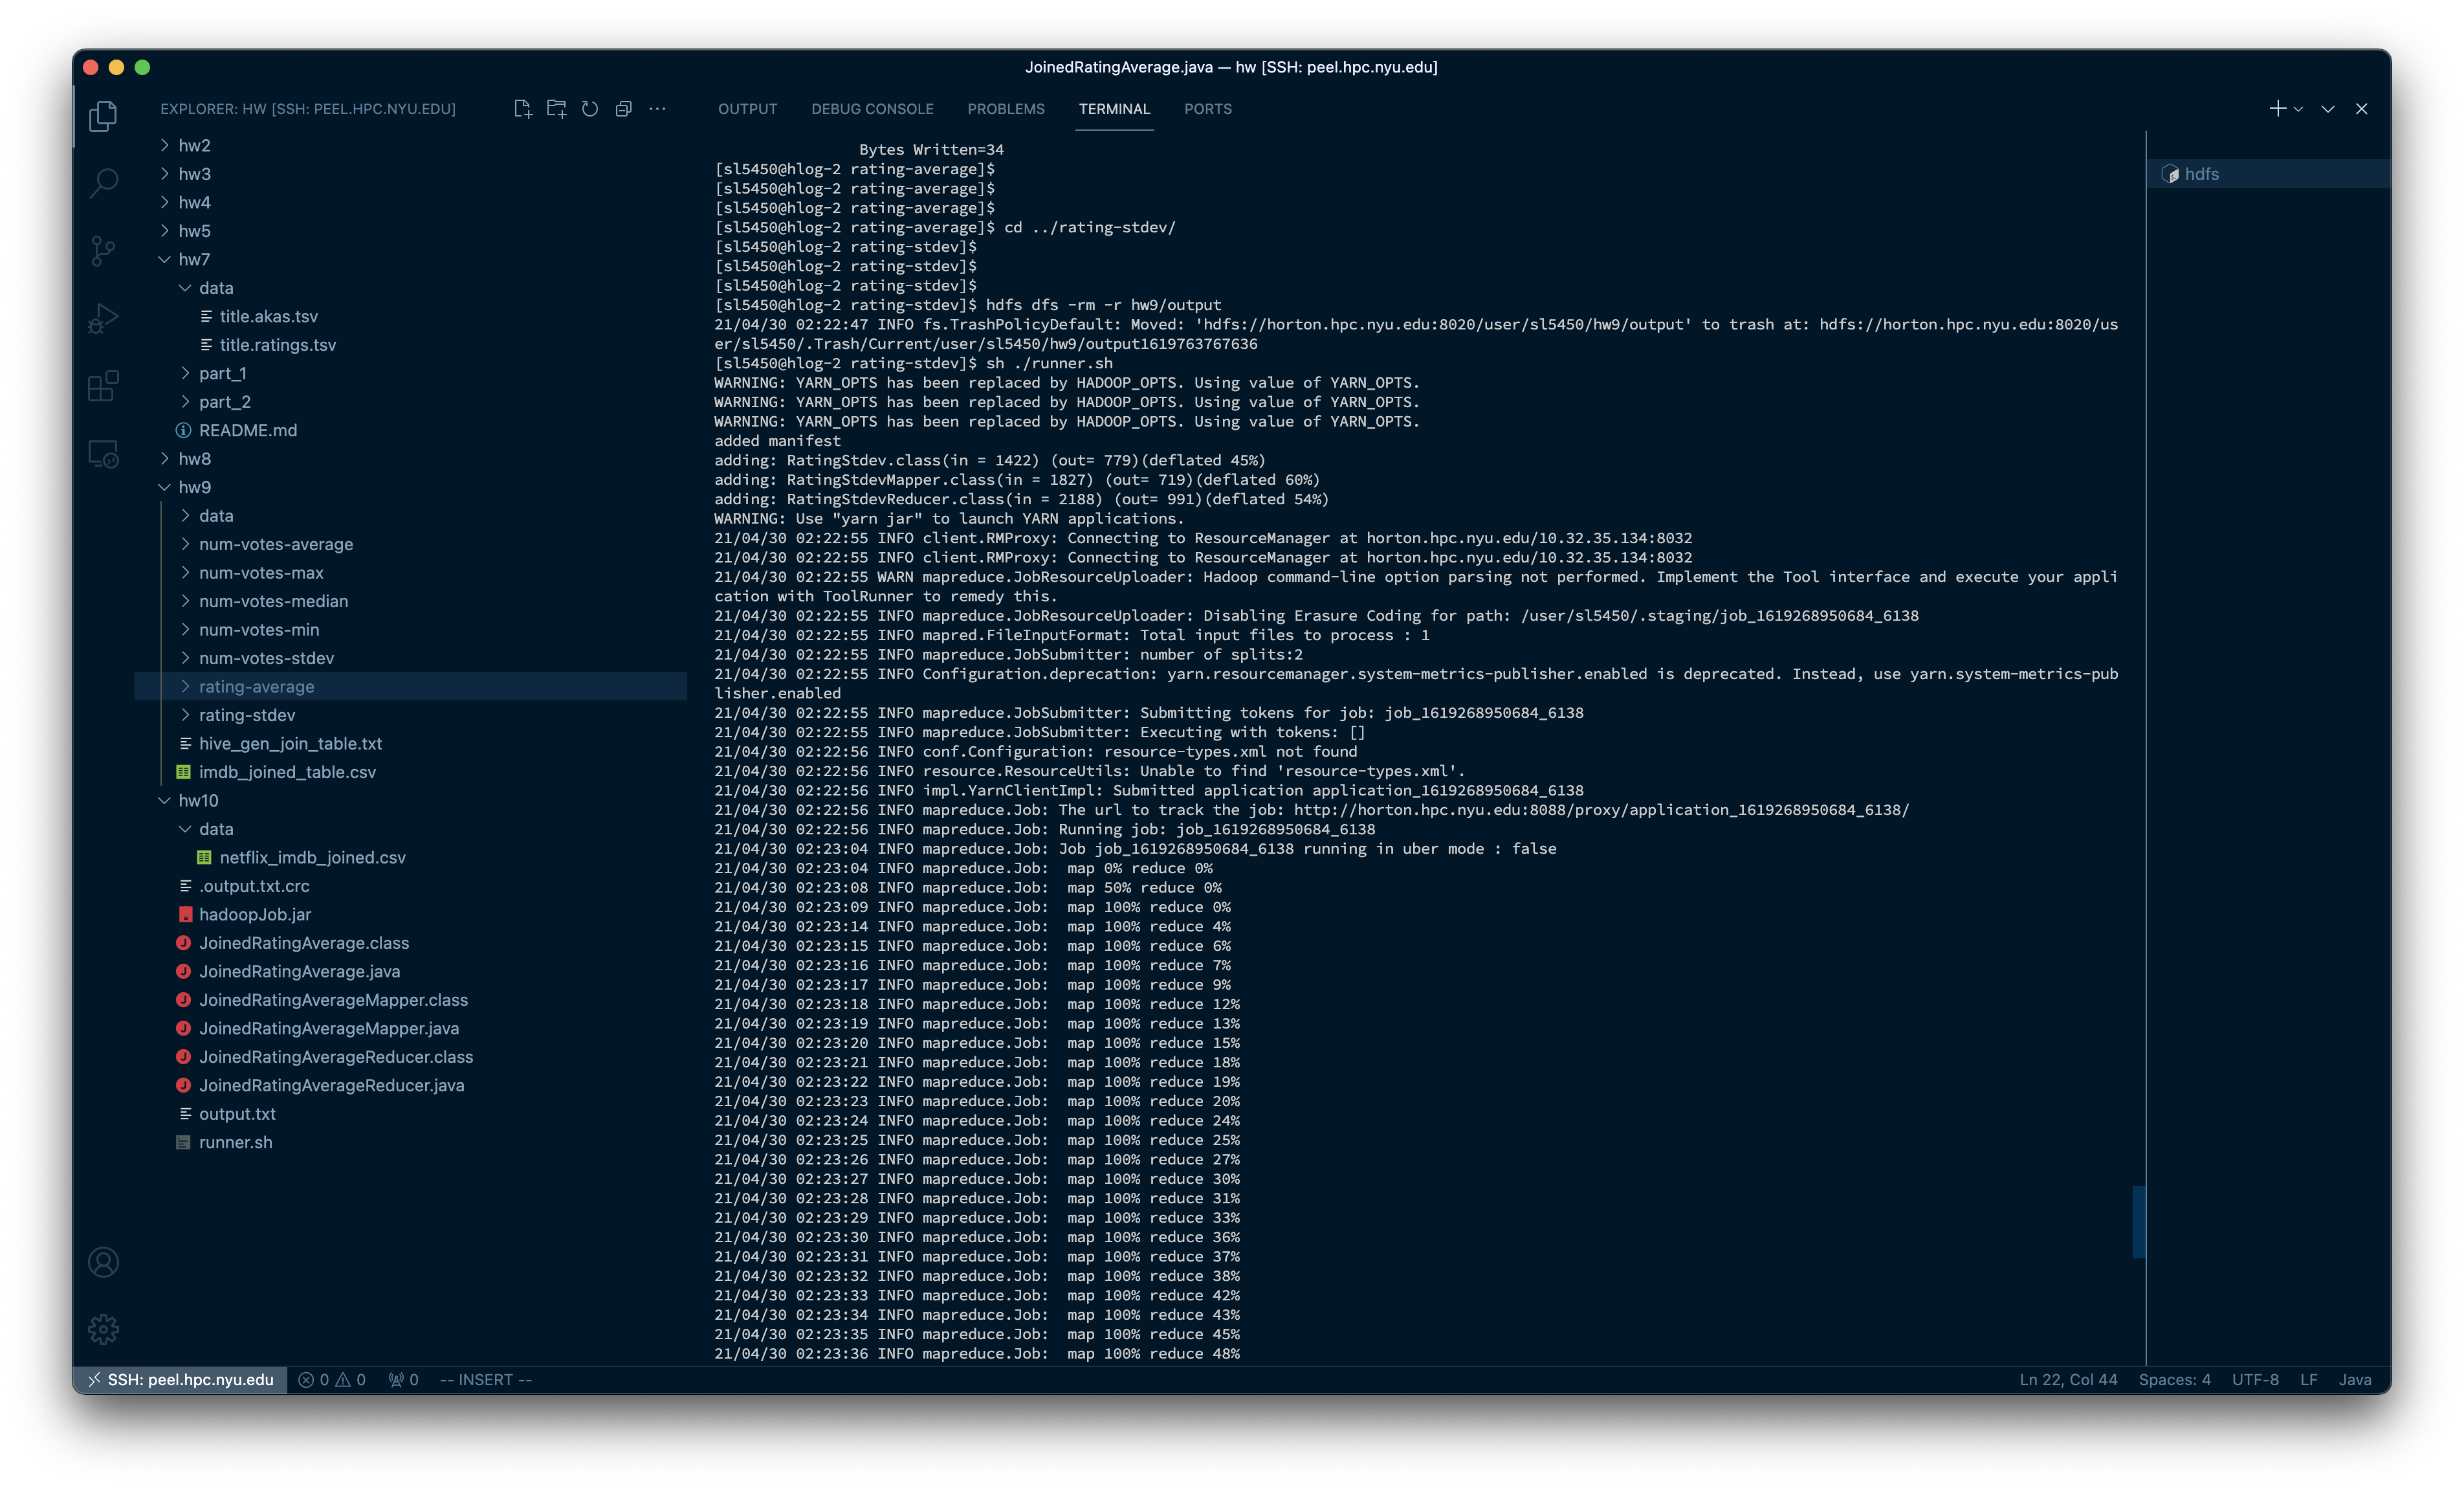 JoinedRatingAverage.java — hw [SSH: peel.hpc.nyu.edu]
EXPLORER: HW [SSH: PEEL.HPC.NYU.EDU]
hw2
hw3
hw4
hw5
hw7
data
title.akas.tsv
title.ratings.tsv
part_1
part_2
README.md
hw8
hw9
data
num-votes-average
num-votes-max
num-votes-median
num-votes-min
num-votes-stdev
rating-average
rating-stdev
hive_gen_join_table.txt
imdb_joined_table.csv
hw10
data
netflix_imdb_joined.csv
.output.txt.crc
hadoopJob.jar
JoinedRatingAverage.class
JoinedRatingAverage.java
JoinedRatingAverageMapper.class
JoinedRatingAverageMapper.java
JoinedRatingAverageReducer.class
JoinedRatingAverageReducer.java
output.txt
runner.sh
OUTPUT DEBUG CONSOLE PROBLEMS TERMINAL PORTS
Bytes Written=34
[sl5450@hlog-2 rating-average]$
[sl5450@hlog-2 rating-average]$
[sl5450@hlog-2 rating-average]$
[sl5450@hlog-2 rating-average]$ cd ../rating-stdev/
[sl5450@hlog-2 rating-stdev]$
[sl5450@hlog-2 rating-stdev]$
[sl5450@hlog-2 rating-stdev]$
[sl5450@hlog-2 rating-stdev]$ hdfs dfs -rm -r hw9/output
21/04/30 02:22:47 INFO fs.TrashPolicyDefault: Moved: 'hdfs://horton.hpc.nyu.edu:8020/user/sl5450/hw9/output' to trash at: hdfs://horton.hpc.nyu.edu:8020/us
er/sl5450/.Trash/Current/user/sl5450/hw9/output1619763767636
[sl5450@hlog-2 rating-stdev]$ sh ./runner.sh
WARNING: YARN_OPTS has been replaced by HADOOP_OPTS. Using value of YARN_OPTS.
WARNING: YARN_OPTS has been replaced by HADOOP_OPTS. Using value of YARN_OPTS.
WARNING: YARN_OPTS has been replaced by HADOOP_OPTS. Using value of YARN_OPTS.
added manifest
adding: RatingStdev.class(in = 1422) (out= 779)(deflated 45%)
adding: RatingStdevMapper.class(in = 1827) (out= 719)(deflated 60%)
adding: RatingStdevReducer.class(in = 2188) (out= 991)(deflated 54%)
WARNING: Use "yarn jar" to launch YARN applications.
21/04/30 02:22:55 INFO client.RMProxy: Connecting to ResourceManager at horton.hpc.nyu.edu/10.32.35.134:8032
21/04/30 02:22:55 INFO client.RMProxy: Connecting to ResourceManager at horton.hpc.nyu.edu/10.32.35.134:8032
21/04/30 02:22:55 WARN mapreduce.JobResourceUploader: Hadoop command-line option parsing not performed. Implement the Tool interface and execute your appli
cation with ToolRunner to remedy this.
21/04/30 02:22:55 INFO mapreduce.JobResourceUploader: Disabling Erasure Coding for path: /user/sl5450/.staging/job_1619268950684_6138
21/04/30 02:22:55 INFO mapred.FileInputFormat: Total input files to process : 1
21/04/30 02:22:55 INFO mapreduce.JobSubmitter: number of splits:2
21/04/30 02:22:55 INFO Configuration.deprecation: yarn.resourcemanager.system-metrics-publisher.enabled is deprecated. Instead, use yarn.system-metrics-pub
lisher.enabled
21/04/30 02:22:55 INFO mapreduce.JobSubmitter: Submitting tokens for job: job_1619268950684_6138
21/04/30 02:22:55 INFO mapreduce.JobSubmitter: Executing with tokens: []
21/04/30 02:22:56 INFO conf.Configuration: resource-types.xml not found
21/04/30 02:22:56 INFO resource.ResourceUtils: Unable to find 'resource-types.xml'.
21/04/30 02:22:56 INFO impl.YarnClientImpl: Submitted application application_1619268950684_6138
21/04/30 02:22:56 INFO mapreduce.Job: The url to track the job: http://horton.hpc.nyu.edu:8088/proxy/application_1619268950684_6138/
21/04/30 02:22:56 INFO mapreduce.Job: Running job: job_1619268950684_6138
21/04/30 02:23:04 INFO mapreduce.Job: Job job_1619268950684_6138 running in uber mode : false
21/04/30 02:23:04 INFO mapreduce.Job:  map 0% reduce 0%
21/04/30 02:23:08 INFO mapreduce.Job:  map 50% reduce 0%
21/04/30 02:23:09 INFO mapreduce.Job:  map 100% reduce 0%
21/04/30 02:23:14 INFO mapreduce.Job:  map 100% reduce 4%
21/04/30 02:23:15 INFO mapreduce.Job:  map 100% reduce 6%
21/04/30 02:23:16 INFO mapreduce.Job:  map 100% reduce 7%
21/04/30 02:23:17 INFO mapreduce.Job:  map 100% reduce 9%
21/04/30 02:23:18 INFO mapreduce.Job:  map 100% reduce 12%
21/04/30 02:23:19 INFO mapreduce.Job:  map 100% reduce 13%
21/04/30 02:23:20 INFO mapreduce.Job:  map 100% reduce 15%
21/04/30 02:23:21 INFO mapreduce.Job:  map 100% reduce 18%
21/04/30 02:23:22 INFO mapreduce.Job:  map 100% reduce 19%
21/04/30 02:23:23 INFO mapreduce.Job:  map 100% reduce 20%
21/04/30 02:23:24 INFO mapreduce.Job:  map 100% reduce 24%
21/04/30 02:23:25 INFO mapreduce.Job:  map 100% reduce 25%
21/04/30 02:23:26 INFO mapreduce.Job:  map 100% reduce 27%
21/04/30 02:23:27 INFO mapreduce.Job:  map 100% reduce 30%
21/04/30 02:23:28 INFO mapreduce.Job:  map 100% reduce 31%
21/04/30 02:23:29 INFO mapreduce.Job:  map 100% reduce 33%
21/04/30 02:23:30 INFO mapreduce.Job:  map 100% reduce 36%
21/04/30 02:23:31 INFO mapreduce.Job:  map 100% reduce 37%
21/04/30 02:23:32 INFO mapreduce.Job:  map 100% reduce 38%
21/04/30 02:23:33 INFO mapreduce.Job:  map 100% reduce 42%
21/04/30 02:23:34 INFO mapreduce.Job:  map 100% reduce 43%
21/04/30 02:23:35 INFO mapreduce.Job:  map 100% reduce 45%
21/04/30 02:23:36 INFO mapreduce.Job:  map 100% reduce 48%
hdfs
SSH: peel.hpc.nyu.edu 0 0 0 -- INSERT -- Ln 22, Col 44 Spaces: 4 UTF-8 LF Java